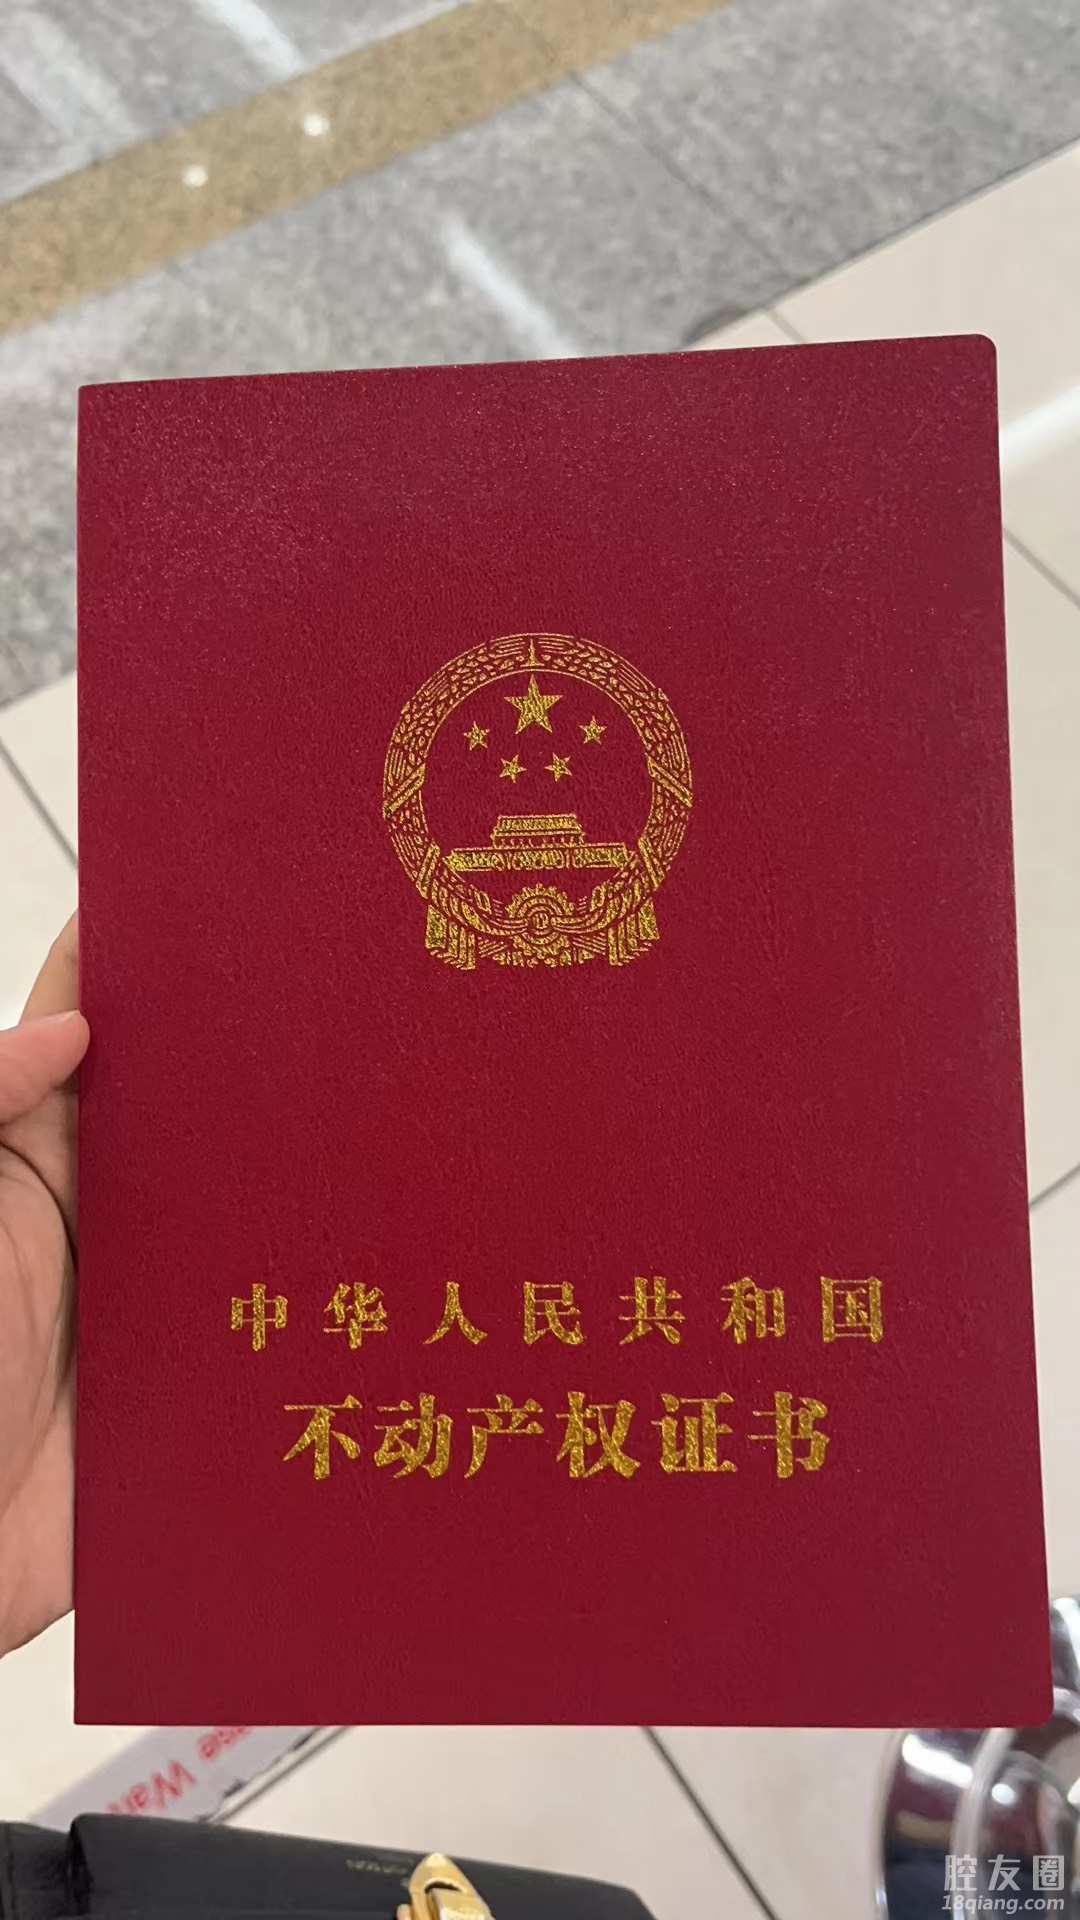 中华人民共和国
不动产权证书
腔友圈
18qiang.com